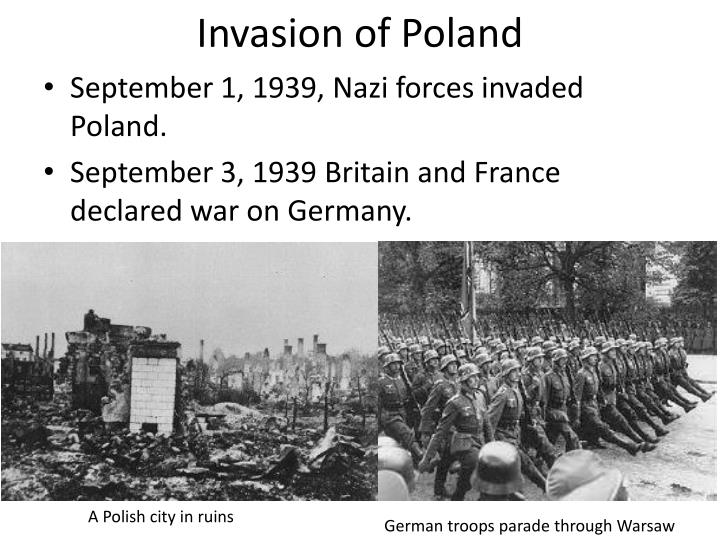 Invasion of Poland
• September 1, 1939, Nazi forces invaded
Poland.
• September 3, 1939 Britain and France
declared war on Germany.
A Polish city in ruins
German troops parade through Warsaw